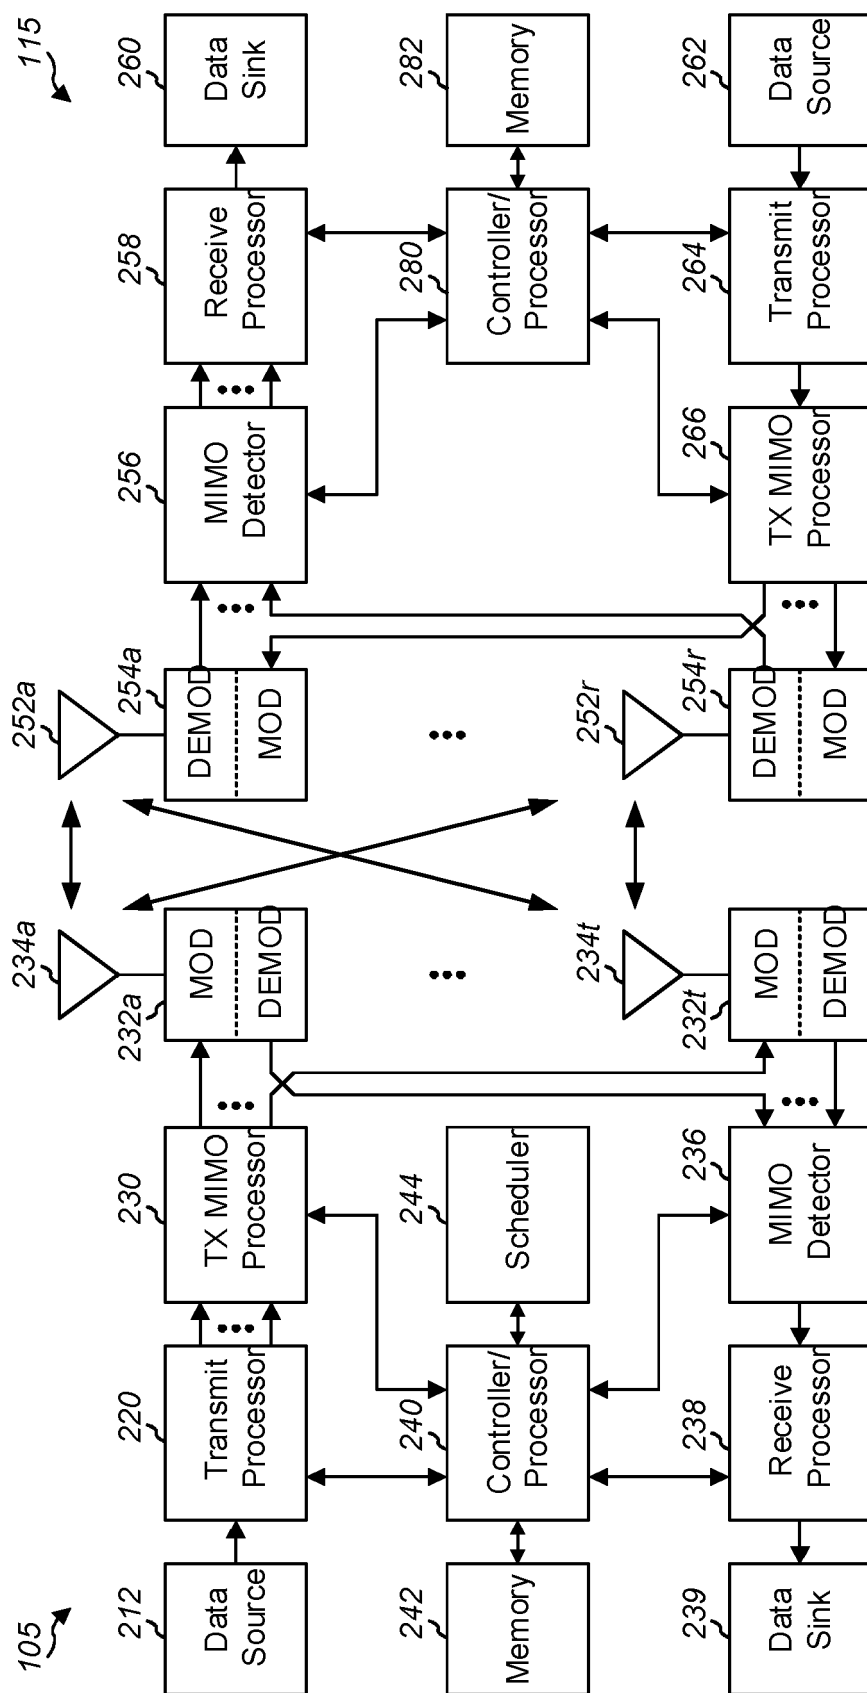 105
115
234a
252a
212
220
230
232a
254a
256
258
260
Data
Source
Transmit
Processor
TX MIMO
Processor
MOD
DEMOD
DEMOD
MOD
MIMO
Detector
Receive
Processor
Data
Sink
242
240
244
280
282
Memory
Controller/
Processor
Scheduler
Controller/
Processor
Memory
234t
252r
239
238
236
232t
254r
266
264
262
Data
Sink
Receive
Processor
MIMO
Detector
MOD
DEMOD
DEMOD
MOD
TX MIMO
Processor
Transmit
Processor
Data
Source